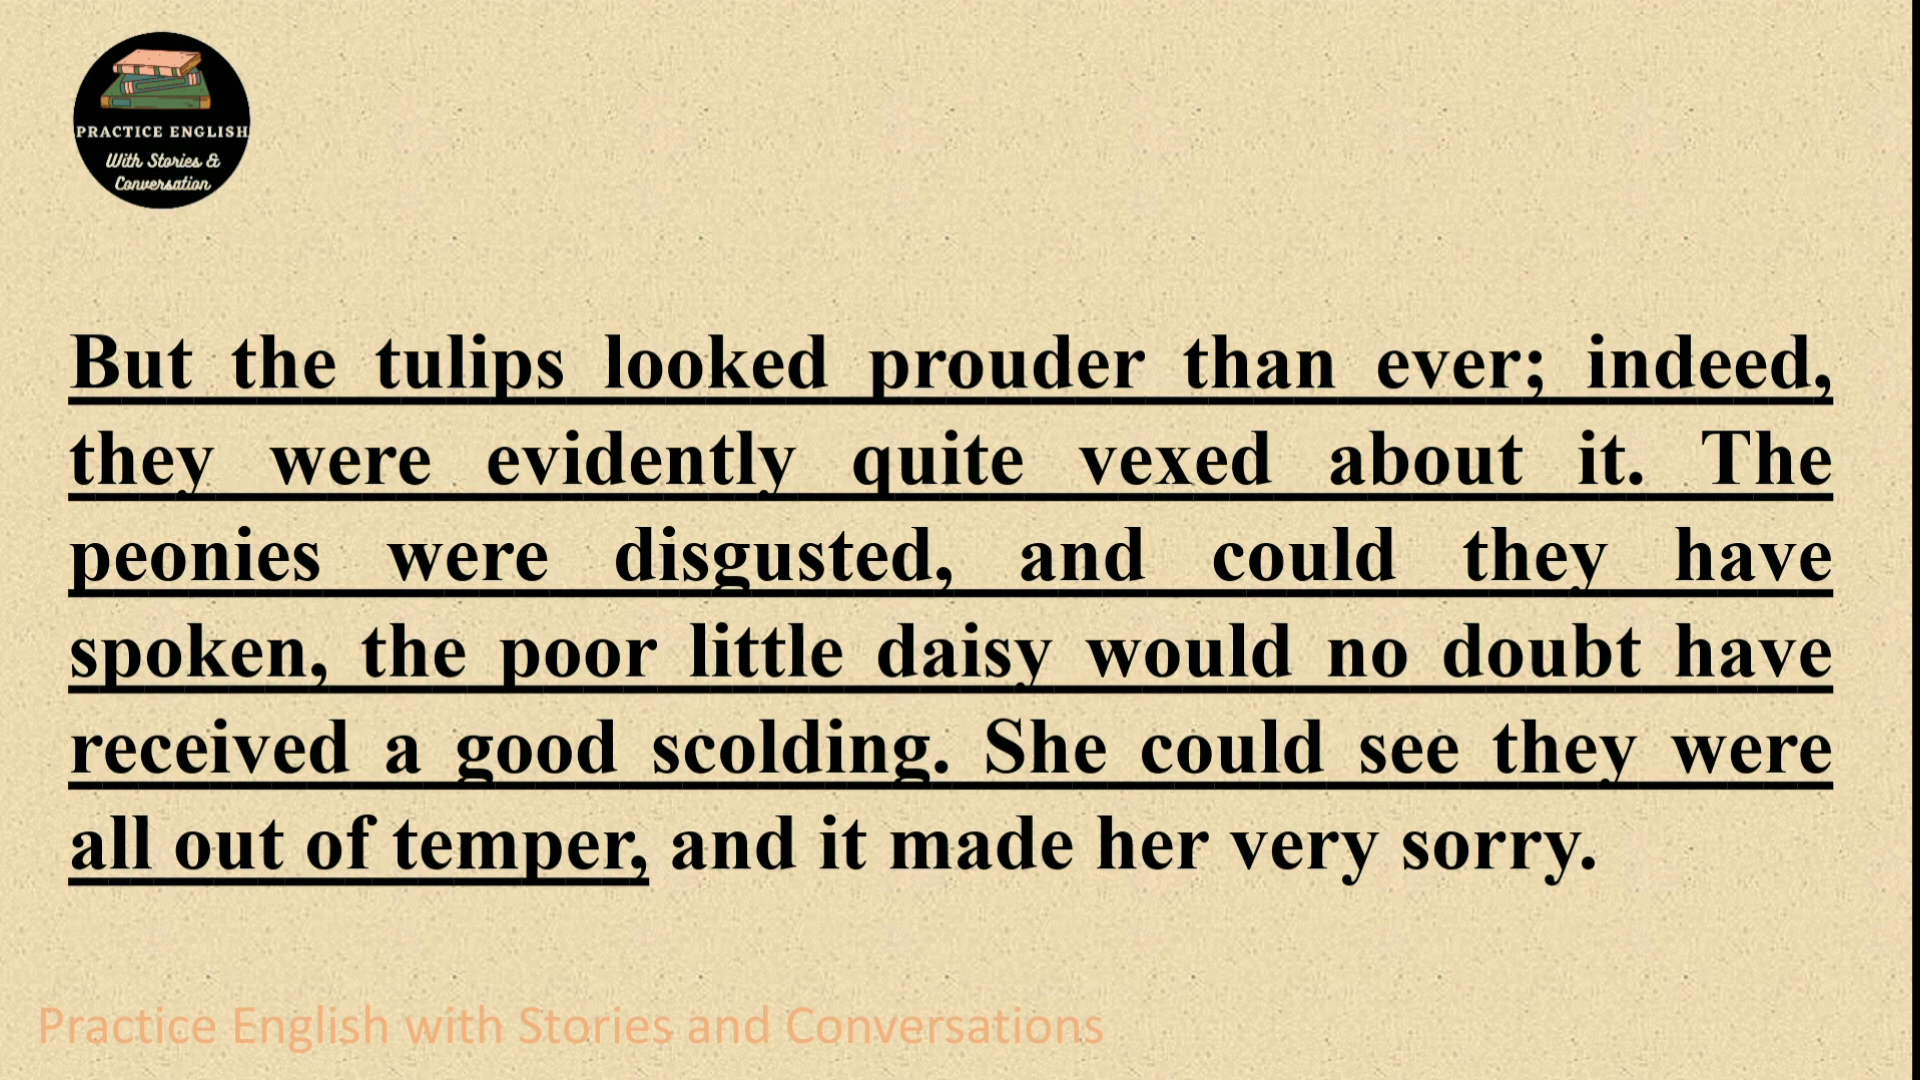 PRACTICE ENGLISH
With Stories &
Conversation
But the tulips looked prouder than ever; indeed,
they were evidently quite vexed about it. The
peonies were disgusted, and could they have
spoken, the poor little daisy would no doubt have
received a good scolding. She could see they were
all out of temper, and it made her very sorry.
Practice English with Stories and Conversations